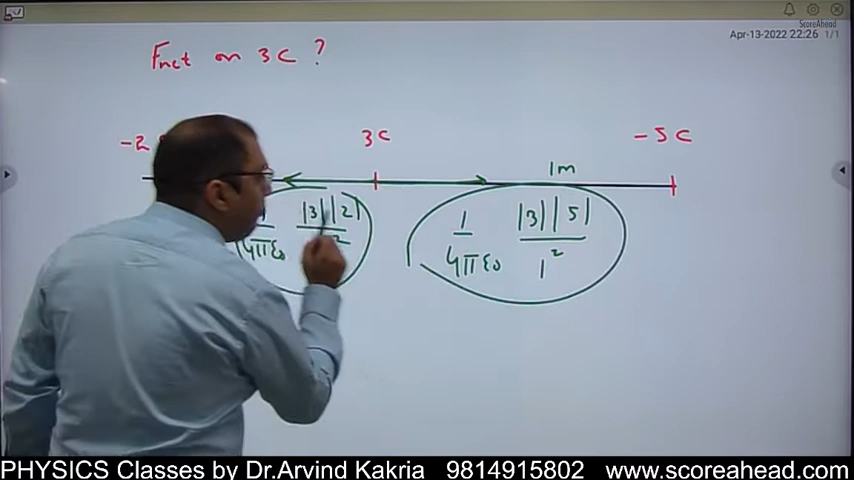 ScoreAhead
Apr-13-2022 22:26 1/1
Fnet on 3C ?
-2
3C
-5C
1m
1 |3||2|
4πε0 2
1 |3||5|
4πε0 1²
PHYSICS Classes by Dr.Arvind Kakria 9814915802 www.scoreahead.com